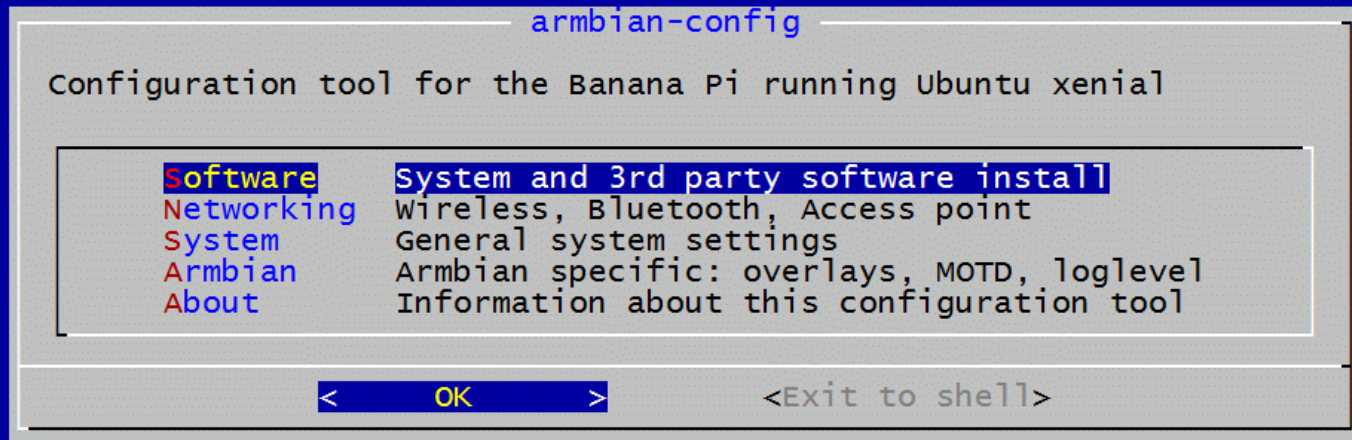 armbian-config
Configuration tool for the Banana Pi running Ubuntu xenial
Software System and 3rd party software install
Networking Wireless, Bluetooth, Access point
System General system settings
Armbian Armbian specific: overlays, MOTD, loglevel
About Information about this configuration tool
< OK > <Exit to shell>